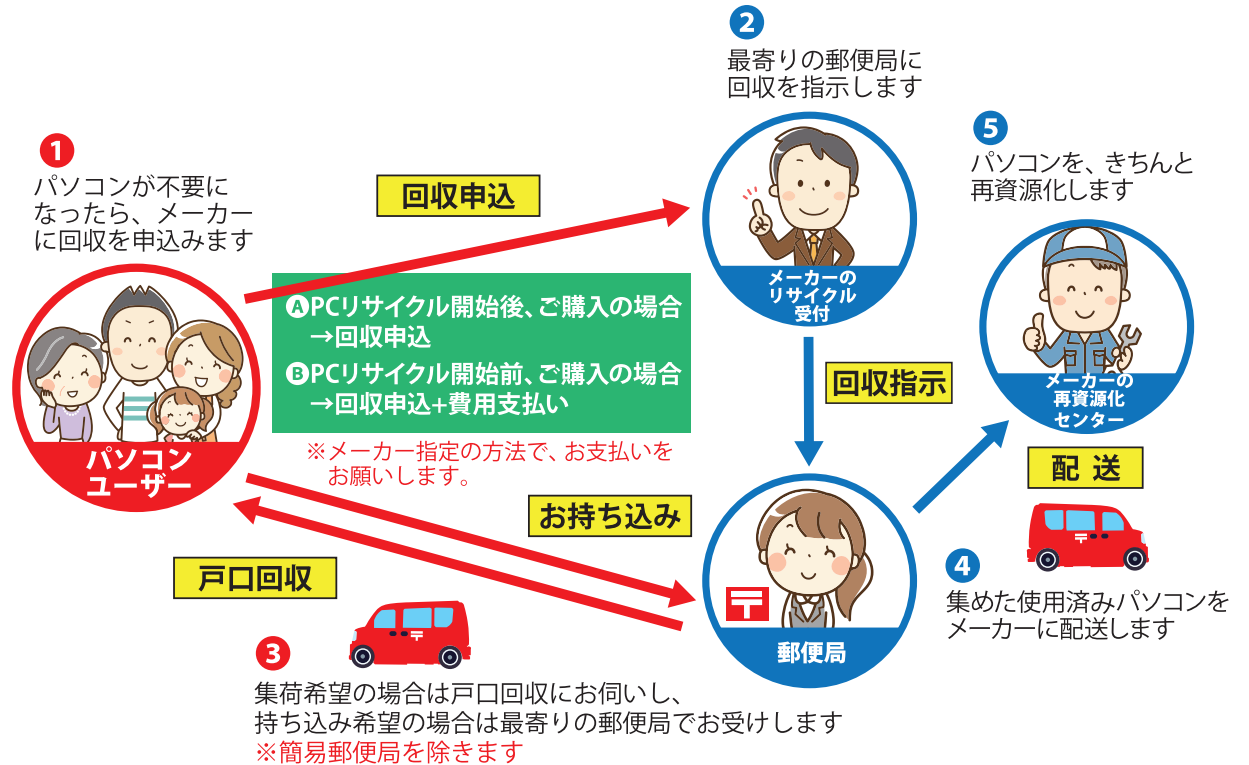 1
パソコンが不要に
なったら、メーカー
に回収を申込みます
パソコン
ユーザー
回収申込
ⒶPCリサイクル開始後、ご購入の場合
→回収申込
ⒷPCリサイクル開始前、ご購入の場合
→回収申込+費用支払い
※メーカー指定の方法で、お支払いを
お願いします。
2
最寄りの郵便局に
回収を指示します
メーカーの
リサイクル
受付
回収指示
お持ち込み
戸口回収
3
集荷希望の場合は戸口回収にお伺いし、
持ち込み希望の場合は最寄りの郵便局でお受けします
※簡易郵便局を除きます
〒
〒
郵便局
配 送
〒
4
集めた使用済みパソコンを
メーカーに配送します
5
パソコンを、きちんと
再資源化します
メーカーの
再資源化
センター